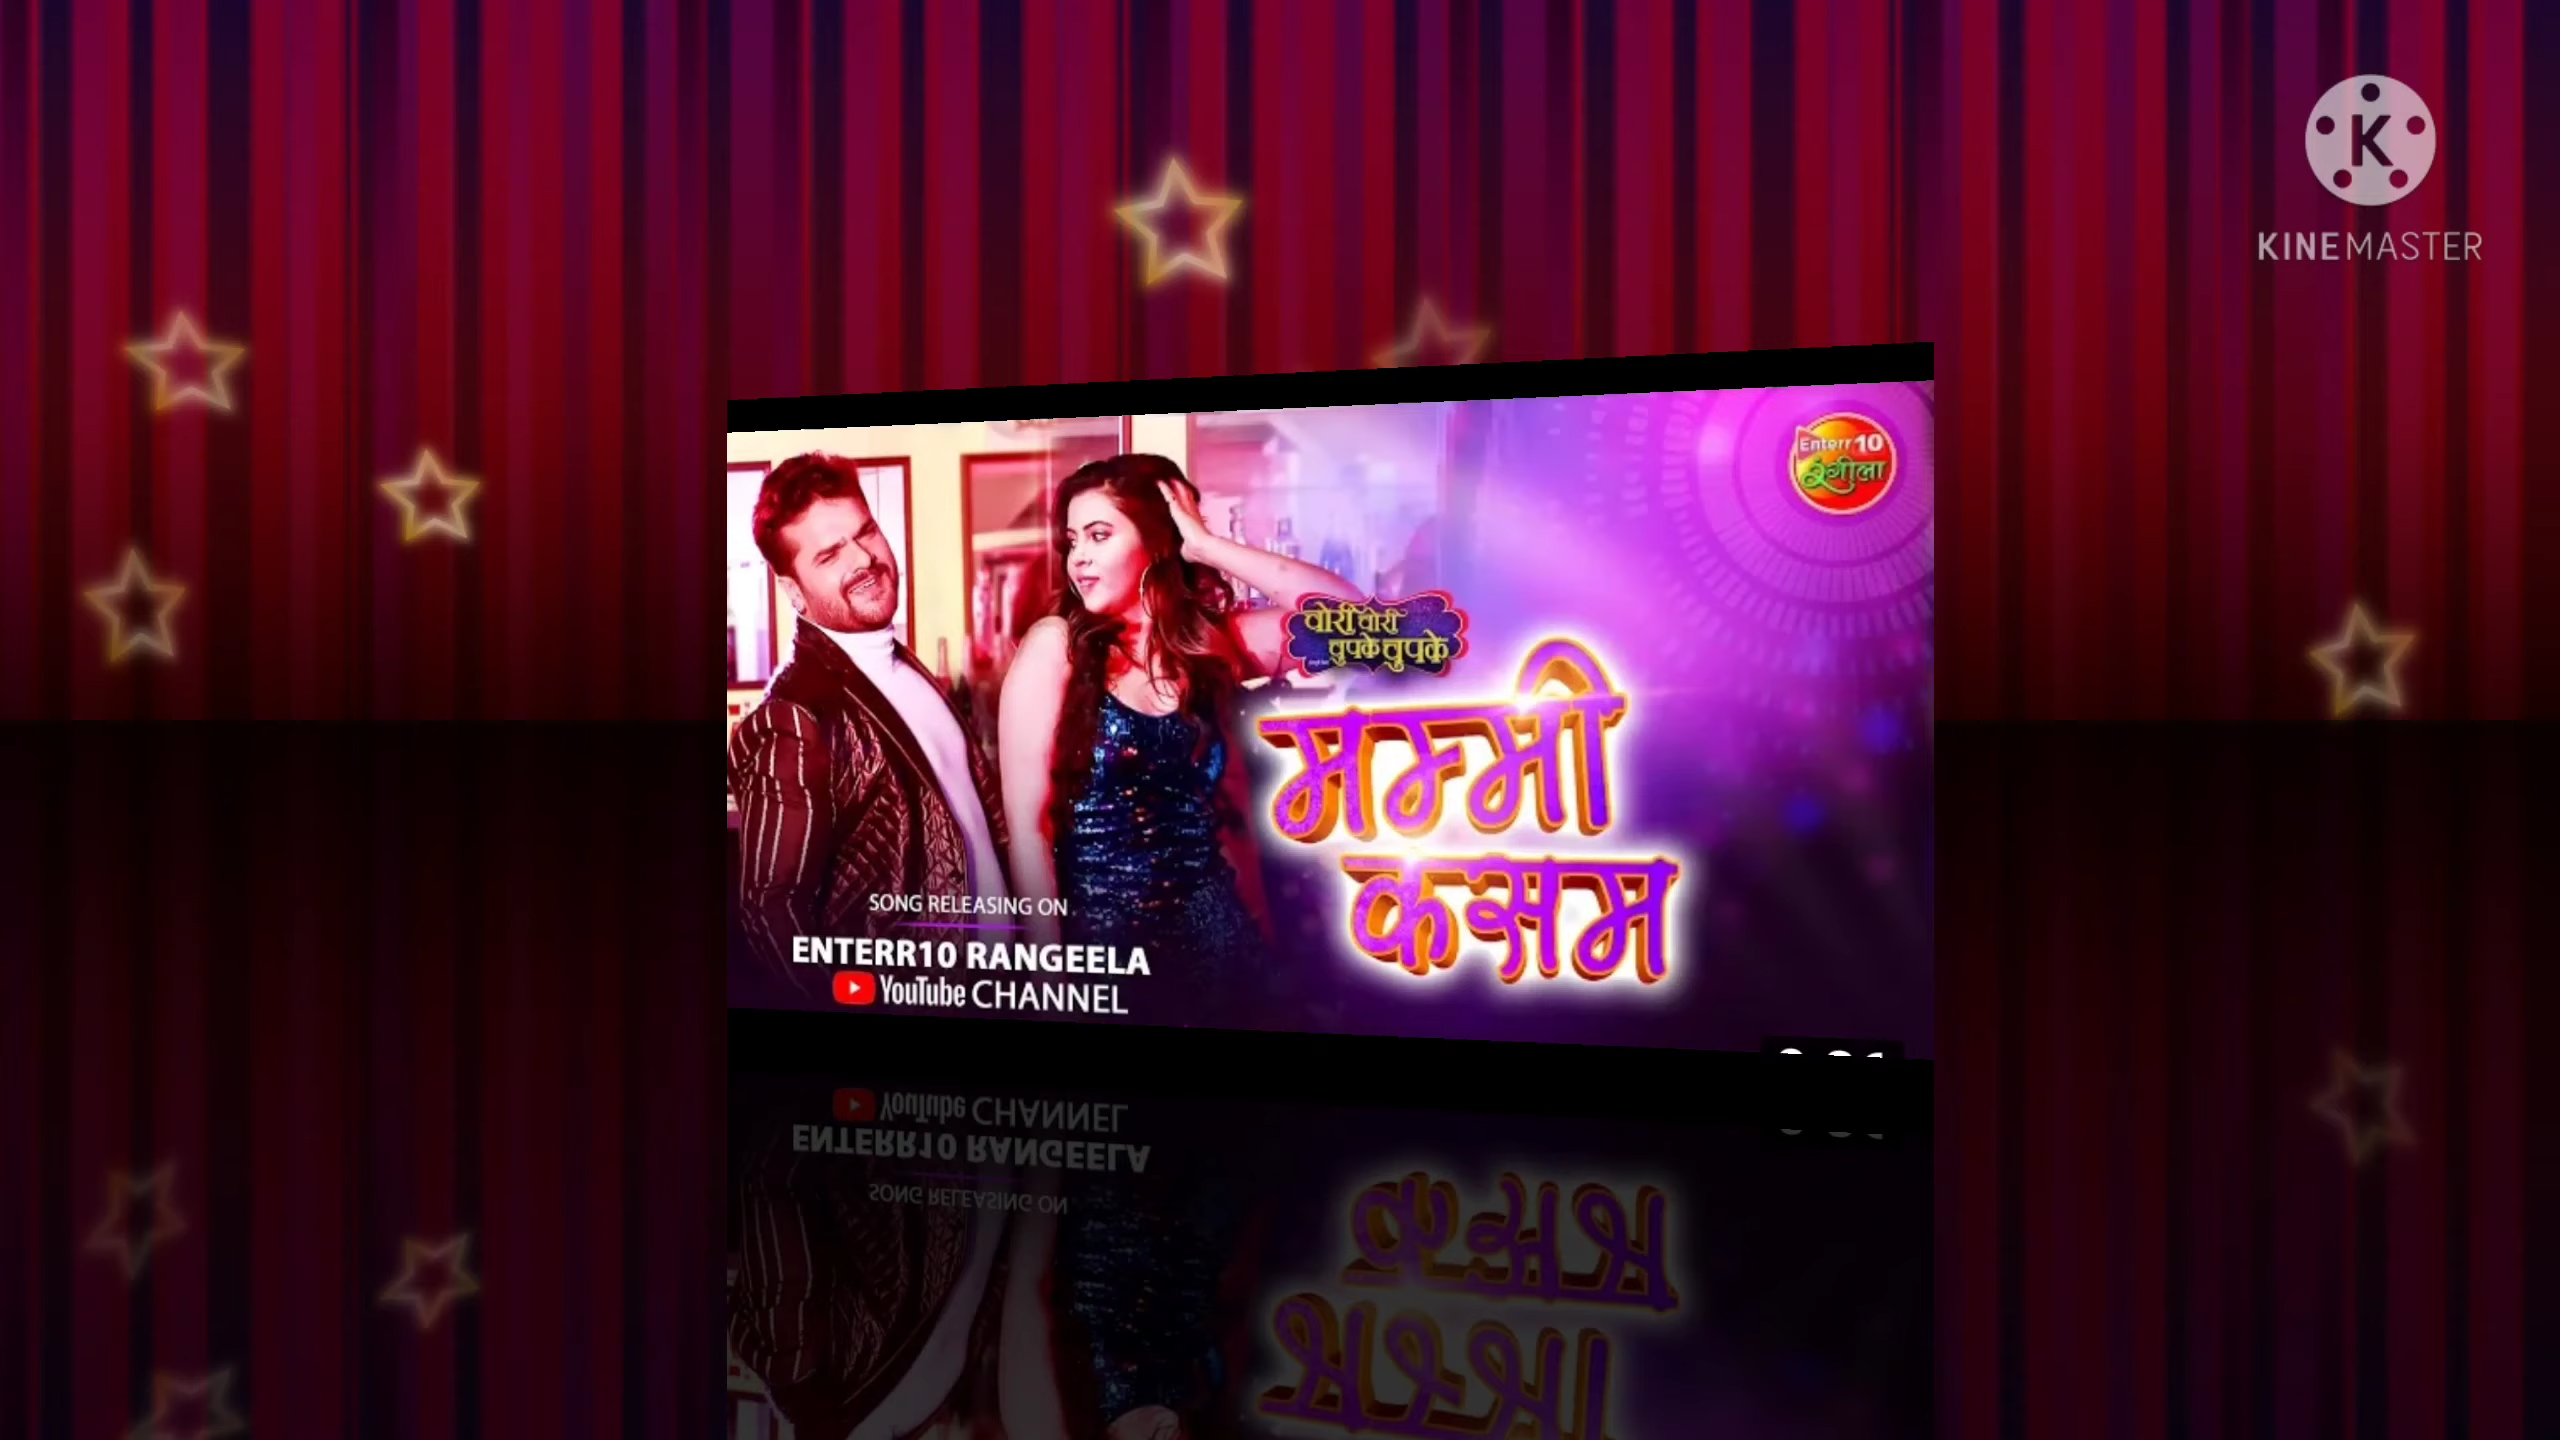 K
KINEMASTER
Enterr10
रंगीला
चोरी चोरी
चुपके चुपके
मम्मी
कसम
SONG RELEASING ON
ENTERR10 RANGEELA
YouTube CHANNEL